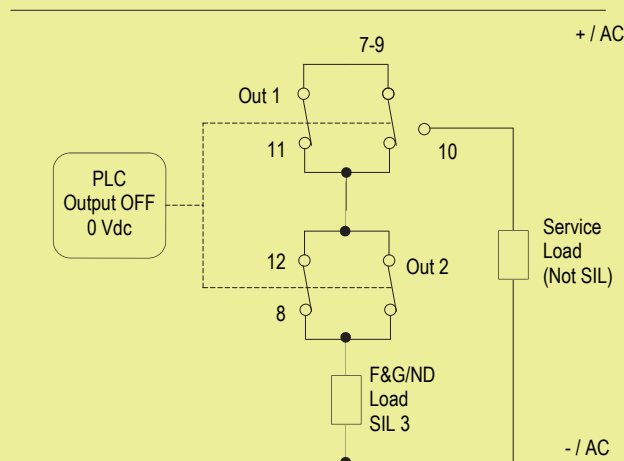 + / AC
7-9
Out 1
11
10
PLC
Output OFF
0 Vdc
Service
Load
(Not SIL)
12
Out 2
8
F&G/ND
Load
SIL 3
- / AC